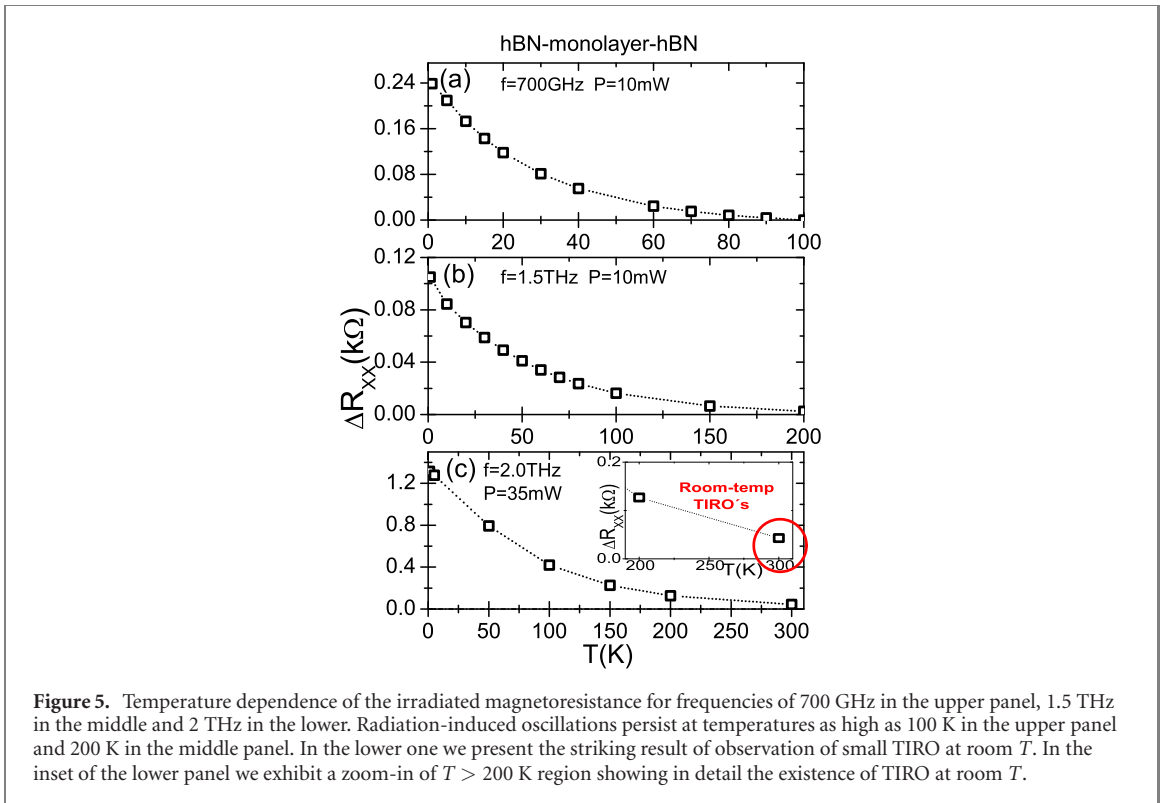 hBN-monolayer-hBN
(a)
f=700GHz P=10mW
0.24
0.16
0.08
0.00
0 20 40 60 80 100
(b)
f=1.5THz P=10mW
0.12
0.08
0.04
0.00
0 50 100 150 200
ΔRxx(kΩ)
(c)
f=2.0THz
P=35mW
1.2
0.8
0.4
0.0
0 50 100 150 200 250 300
T(K)
0.2
0.0
ΔRxx(kΩ)
Room-temp
TIRO´s
200 250 300
T(K)
Figure 5. Temperature dependence of the irradiated magnetoresistance for frequencies of 700 GHz in the upper panel, 1.5 THz
in the middle and 2 THz in the lower. Radiation-induced oscillations persist at temperatures as high as 100 K in the upper panel
and 200 K in the middle panel. In the lower one we present the striking result of observation of small TIRO at room T. In the
inset of the lower panel we exhibit a zoom-in of T > 200 K region showing in detail the existence of TIRO at room T.